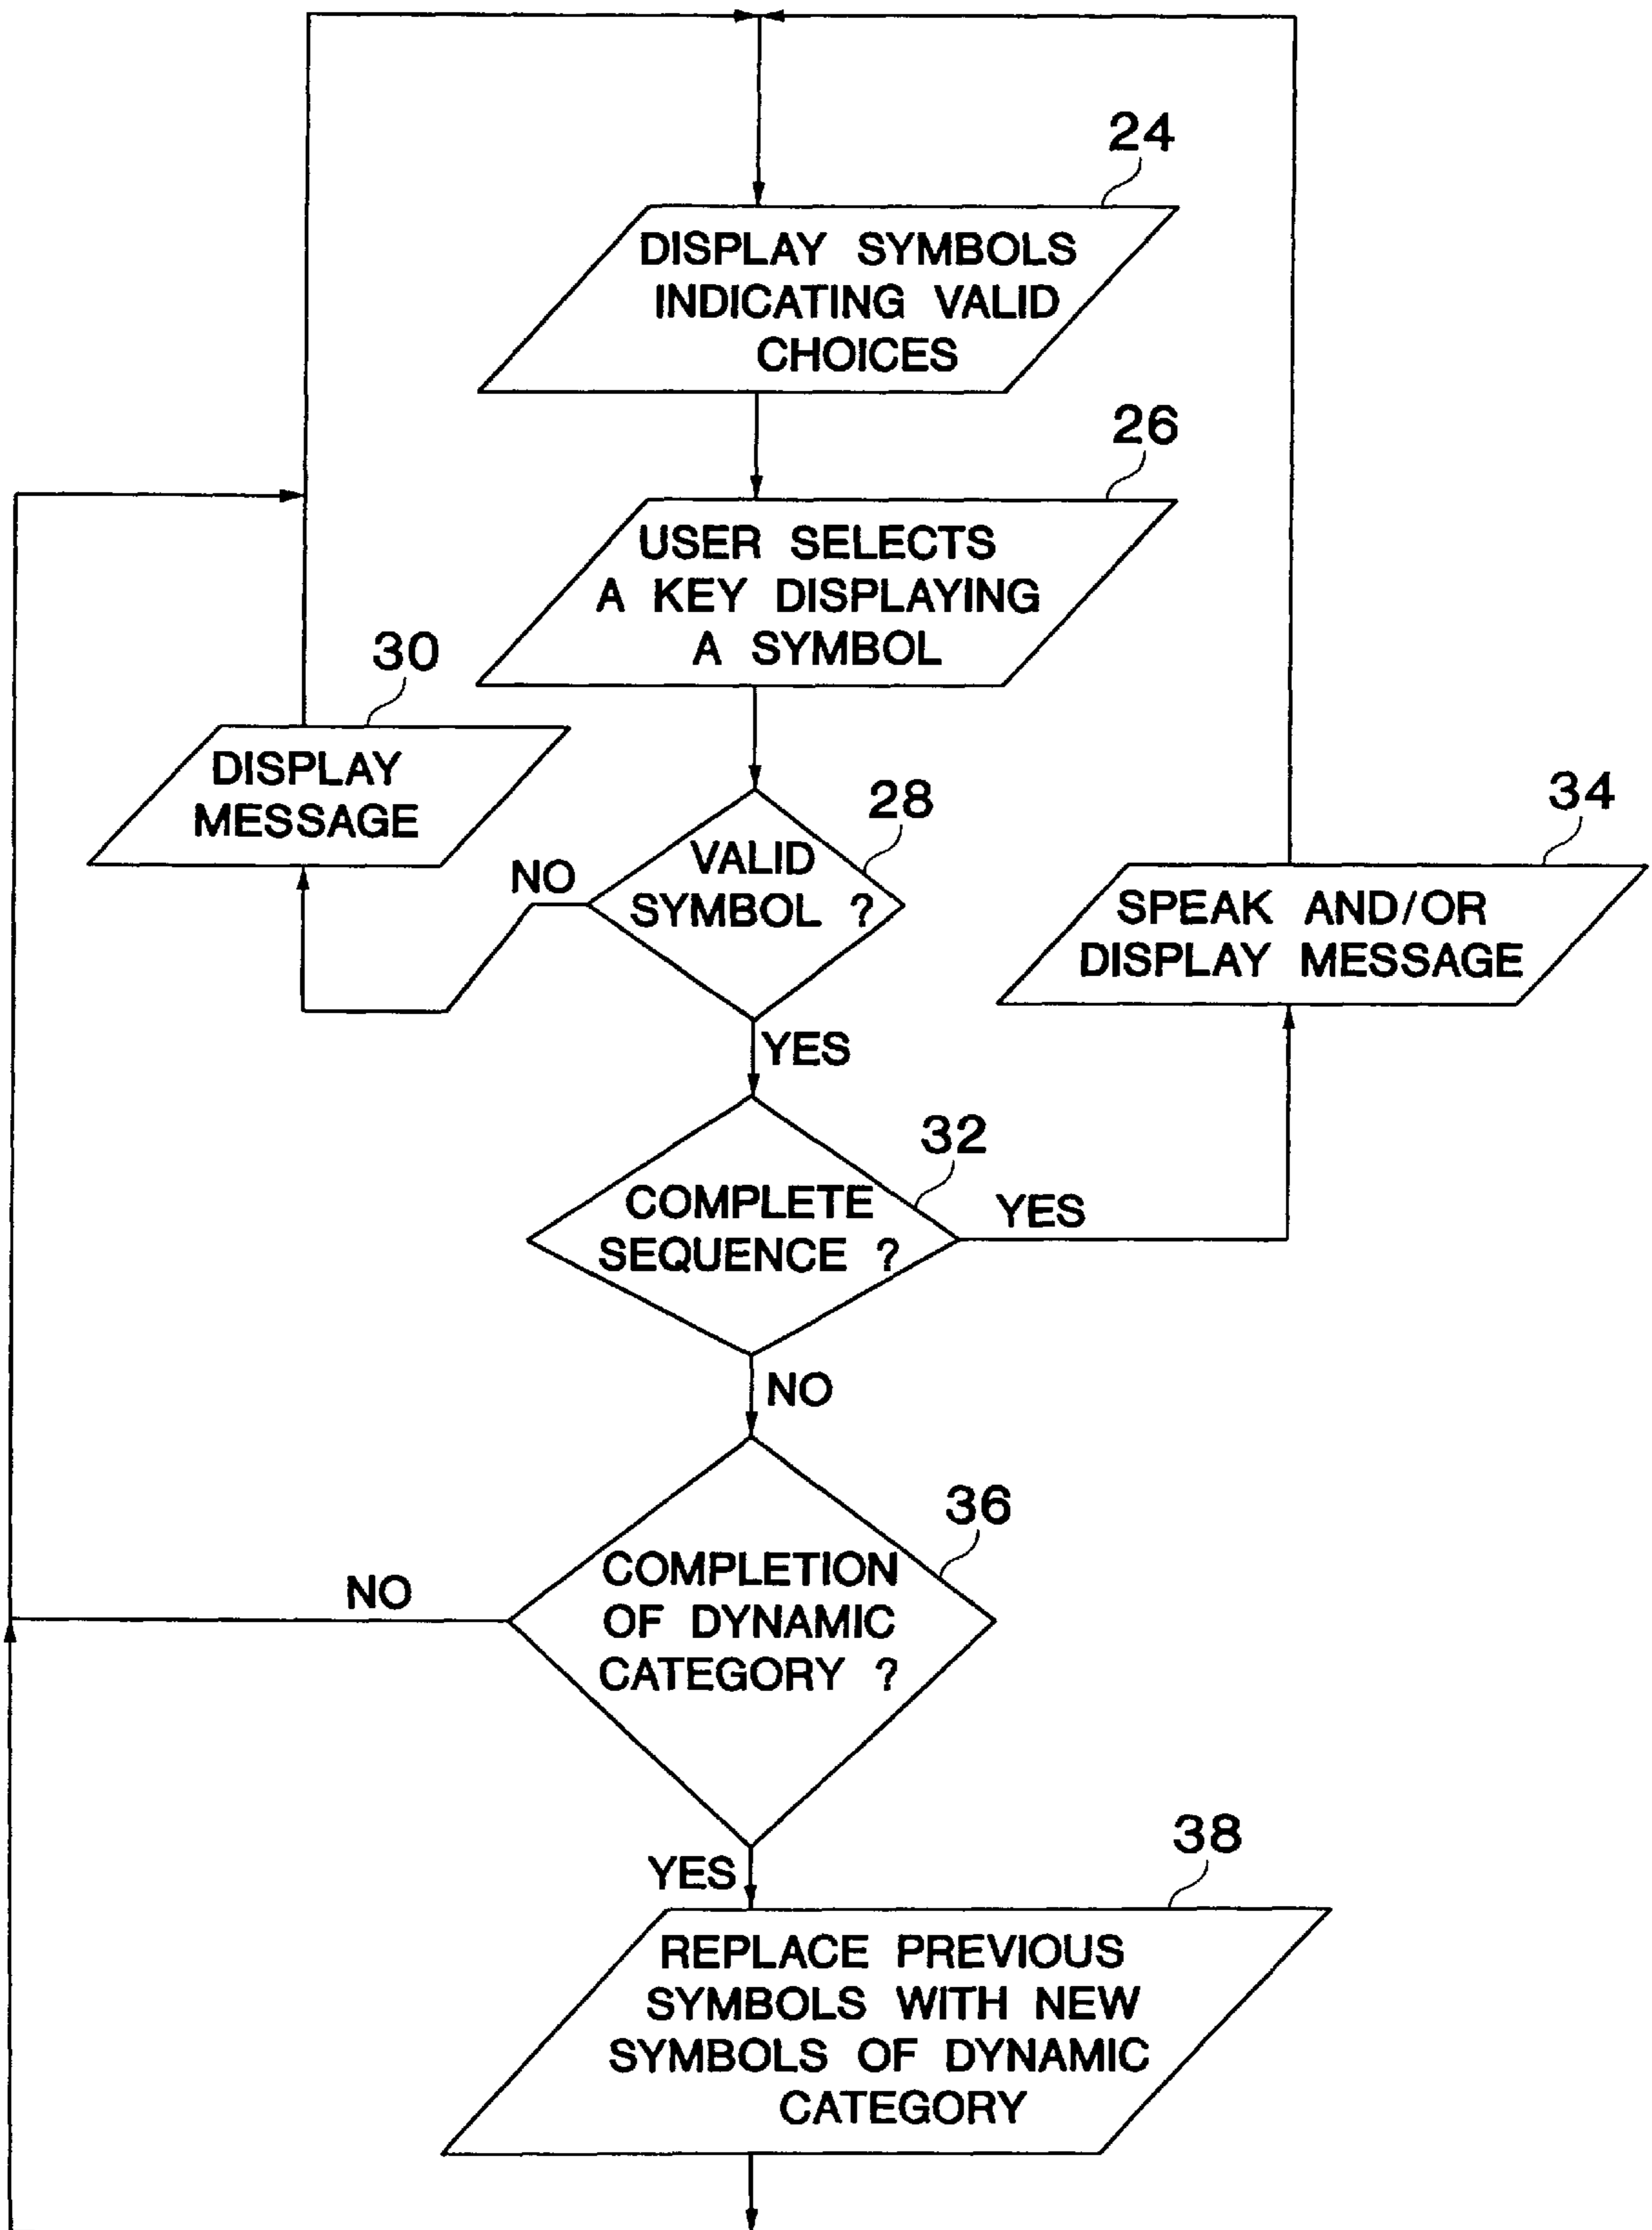 24
DISPLAY SYMBOLS
INDICATING VALID
CHOICES
26
USER SELECTS
A KEY DISPLAYING
A SYMBOL
30
DISPLAY
MESSAGE
28
VALID
SYMBOL ?
NO
YES
34
SPEAK AND/OR
DISPLAY MESSAGE
32
COMPLETE
SEQUENCE ?
YES
NO
36
COMPLETION
OF DYNAMIC
CATEGORY ?
NO
YES
38
REPLACE PREVIOUS
SYMBOLS WITH NEW
SYMBOLS OF DYNAMIC
CATEGORY